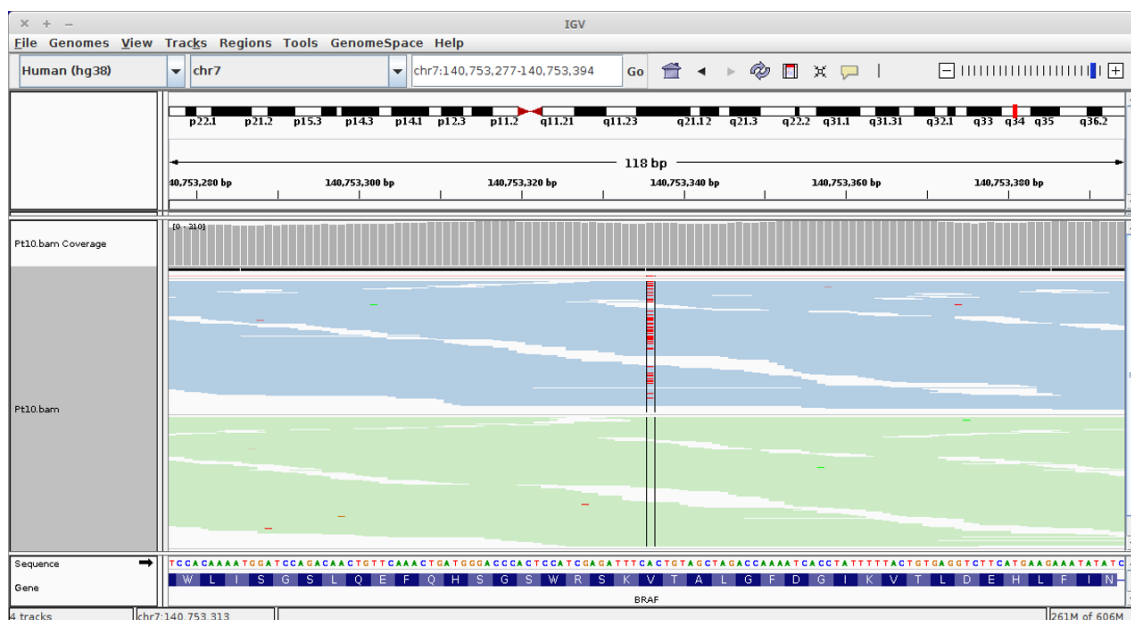 IGV
File Genomes View Tracks Regions Tools GenomeSpace Help
Human (hg38) chr7 chr7:140,753,277-140,753,394 Go
p22.1 p21.2 p15.3 p14.3 p14.1 p12.3 p11.2 q11.21 q11.23 q21.12 q21.3 q22.2 q31.1 q31.31 q32.1 q33 q34 q35 q36.2
118 bp
40,753,280 bp 140,753,300 bp 140,753,320 bp 140,753,340 bp 140,753,360 bp 140,753,380 bp
[0 - 210]
Pt10.bam Coverage
Pt10.bam
Sequence TCCACAAAATGGATCCAGACAACTGTTCAAACTGATGGGACCCACTCCATCGAGATTTCACTGTAGCTAGACCAAAATCACCTATTTTTACTGTGAGGTCTTCATGAAGAAATATATC
Gene W L I S G S L Q E F Q H S G S W R S K V T A L G F D G I K V T L D E H L F I N
BRAF
4 tracks chr7:140,753,313 261M of 606M